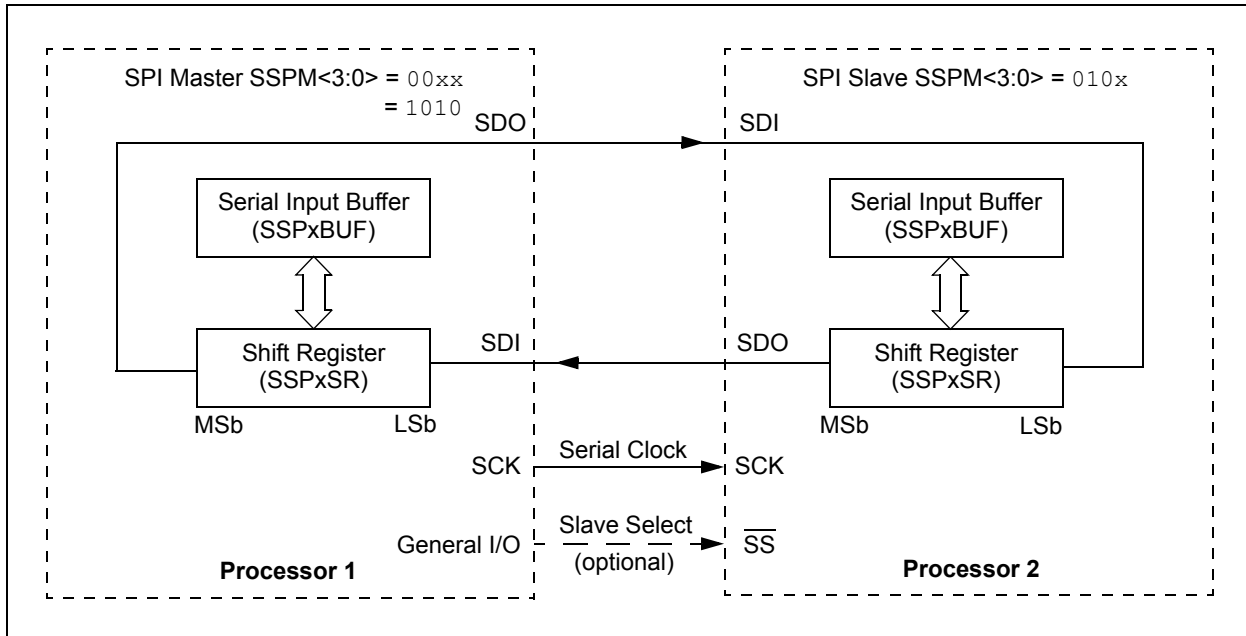 SPI Master SSPM<3:0> = 00xx
= 1010
SDO
Serial Input Buffer
(SSPxBUF)
Shift Register
(SSPxSR)
MSb
LSb
SDI
SCK
General I/O
Processor 1
Serial Clock
Slave Select
(optional)
SPI Slave SSPM<3:0> = 010x
SDI
Serial Input Buffer
(SSPxBUF)
SDO
Shift Register
(SSPxSR)
MSb
LSb
SCK
S̅S̅
Processor 2